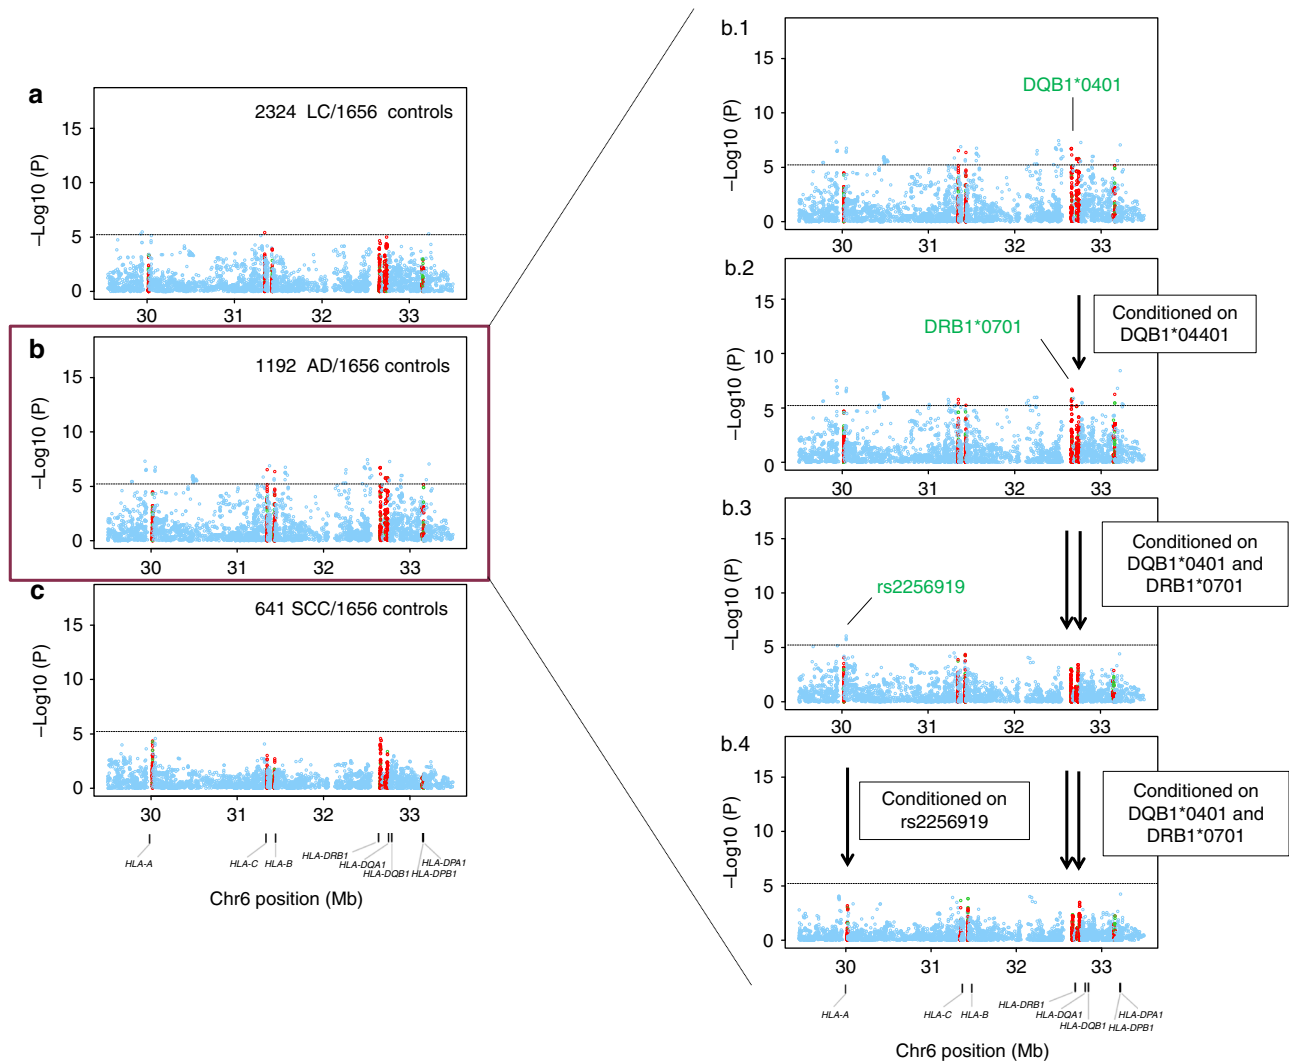 a
2324 LC/1656 controls
–Log10 (P)
15
10
5
0
30
31
32
33
b
1192 AD/1656 controls
–Log10 (P)
15
10
5
0
30
31
32
33
c
641 SCC/1656 controls
–Log10 (P)
15
10
5
0
30
31
32
33
HLA-A
HLA-C
HLA-B
HLA-DRB1
HLA-DQA1
HLA-DQB1
HLA-DPA1
HLA-DPB1
Chr6 position (Mb)
b.1
DQB1*0401
–Log10 (P)
15
10
5
0
30
31
32
33
b.2
DRB1*0701
Conditioned on
DQB1*04401
–Log10 (P)
15
10
5
0
30
31
32
33
b.3
rs2256919
Conditioned on
DQB1*0401 and
DRB1*0701
–Log10 (P)
15
10
5
0
30
31
32
33
b.4
Conditioned on
rs2256919
Conditioned on
DQB1*0401 and
DRB1*0701
–Log10 (P)
15
10
5
0
30
31
32
33
HLA-A
HLA-C
HLA-B
HLA-DRB1
HLA-DQA1
HLA-DQB1
HLA-DPA1
HLA-DPB1
Chr6 position (Mb)